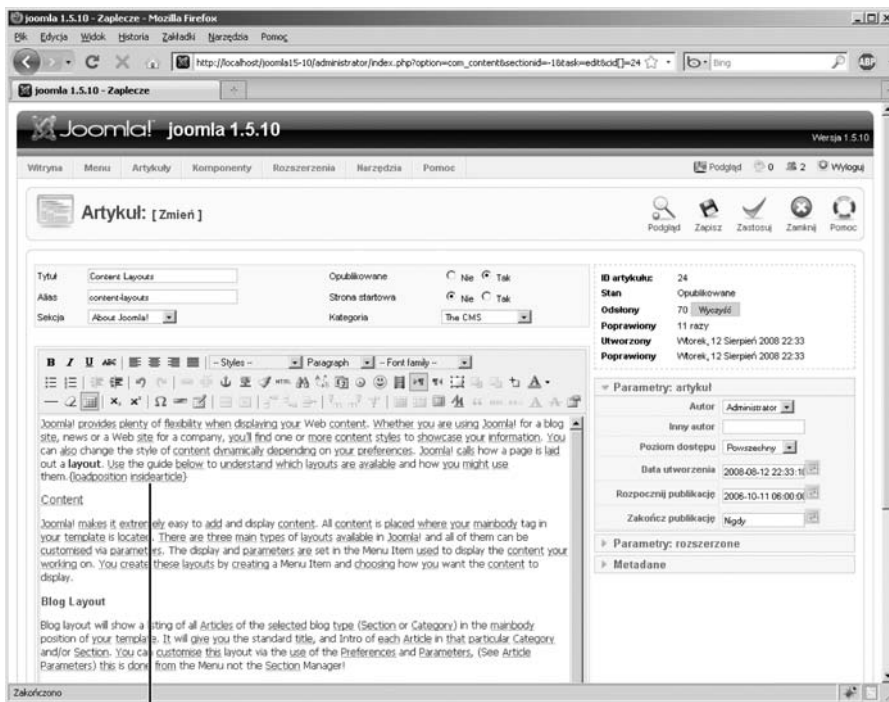 joomla 1.5.10 - Zaplecze - Mozilla Firefox
Plik Edycja Widok Historia Zakładki Narzędzia Pomoc
http://localhost/joomla15-10/administrator/index.php?option=com_content&sectionid=-1&task=edit&cid[]=24
Bing
ABP
joomla 1.5.10 - Zaplecze
Joomla! joomla 1.5.10
Wersja 1.5.10
Witryna Menu Artykuły Komponenty Rozszerzenia Narzędzia Pomoc
Podgląd 0 2 Wyloguj
Artykuł: [ Zmień ]
Podgląd Zapisz Zastosuj Zamknij Pomoc
Tytuł Content Layouts Opublikowane Nie Tak
Alias content-layouts Strona startowa Nie Tak
Sekcja About Joomla! Kategoria The CMS
B I U ABC -- Styles -- Paragraph -- Font family --
HTML
Joomla! provides plenty of flexibility when displaying your Web content. Whether you are using Joomla! for a blog
site, news or a Web site for a company, you'll find one or more content styles to showcase your information. You
can also change the style of content dynamically depending on your preferences. Joomla! calls how a page is laid
out a layout. Use the guide below to understand which layouts are available and how you might use
them.{loadposition insidearticle}
Content
Joomla! makes it extremely easy to add and display content. All content is placed where your mainbody tag in
your template is located. There are three main types of layouts available in Joomla! and all of them can be
customised via parameters. The display and parameters are set in the Menu Item used to display the content your
working on. You create these layouts by creating a Menu Item and choosing how you want the content to
display.
Blog Layout
Blog layout will show a listing of all Articles of the selected blog type (Section or Category) in the mainbody
position of your template. It will give you the standard title, and Intro of each Article in that particular Category
and/or Section. You can customise this layout via the use of the Preferences and Parameters, (See Article
Parameters) this is done from the Menu not the Section Manager!
ID artykułu: 24
Stan Opublikowane
Odsłony 70 Wyczyść
Poprawiony 11 razy
Utworzony Wtorek, 12 Sierpień 2008 22:33
Poprawiony Wtorek, 12 Sierpień 2008 22:33
Parametry: artykuł
Autor Administrator
Inny autor
Poziom dostępu Powszechny
Data utworzenia 2008-08-12 22:33:10
Rozpocznij publikację 2006-10-11 06:00:00
Zakończ publikację Nigdy
Parametry: rozszerzone
Metadane
Zakończono